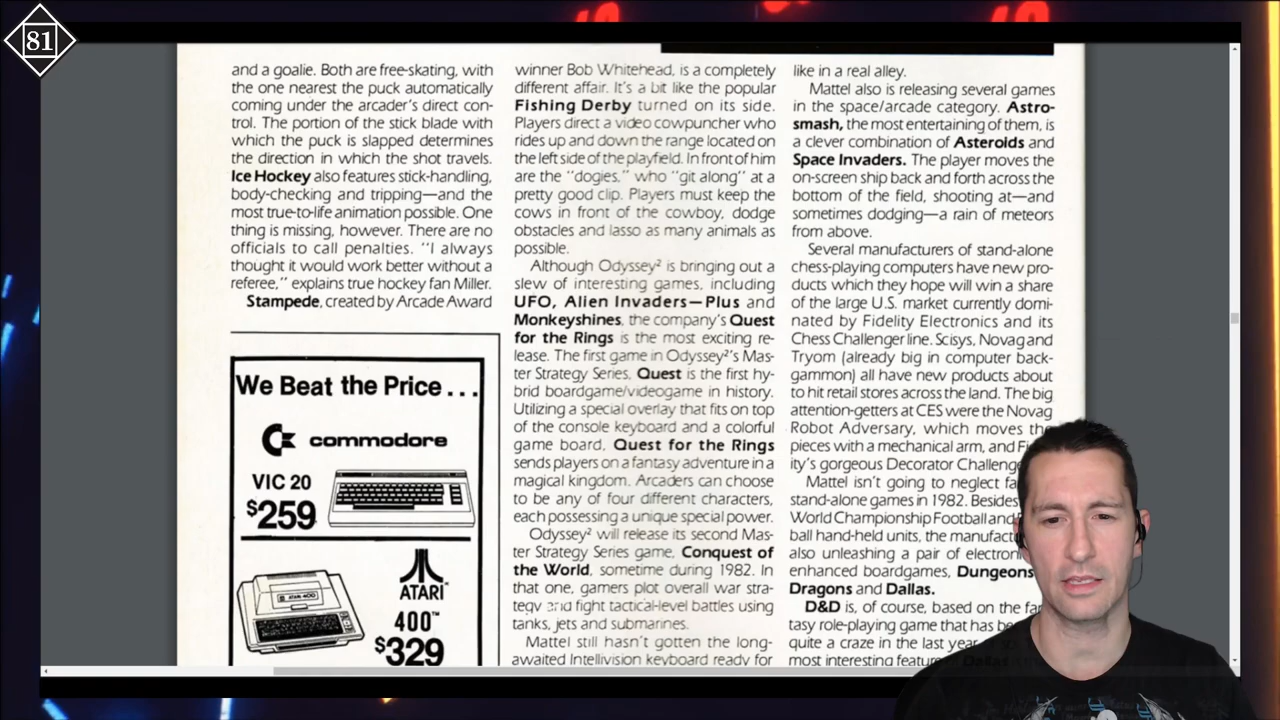 81
and a goalie. Both are free-skating, with
the one nearest the puck automatically
coming under the arcader's direct con-
trol. The portion of the stick blade with
which the puck is slapped determines
the direction in which the shot travels.
Ice Hockey also features stick-handling,
body-checking and tripping—and the
most true-to-life animation possible. One
thing is missing, however. There are no
officials to call penalties. "I always
thought it would work better without a
referee," explains true hockey fan Miller.
Stampede, created by Arcade Award
We Beat the Price...
commodore
VIC 20
$259
ATARI
ATARI 400
400™
$329
winner Bob Whitehead, is a completely
different affair. It's a bit like the popular
Fishing Derby turned on its side.
Players direct a video cowpuncher who
rides up and down the range located on
the left side of the playfield. In front of him
are the "dogies," who "git along" at a
pretty good clip. Players must keep the
cows in front of the cowboy, dodge
obstacles and lasso as many animals as
possible.
Although Odyssey² is bringing out a
slew of interesting games, including
UFO, Alien Invaders—Plus and
Monkeyshines, the company's Quest
for the Rings is the most exciting re-
lease. The first game in Odyssey²'s Mas-
ter Strategy Series. Quest is the first hy-
brid boardgame/videogame in history.
Utilizing a special overlay that fits on top
of the console keyboard and a colorful
game board, Quest for the Rings
sends players on a fantasy adventure in a
magical kingdom. Arcaders can choose
to be any of four different characters,
each possessing a unique special power.
Odyssey² will release its second Mas-
ter Strategy Series game, Conquest of
the World, sometime during 1982. In
that one, gamers plot overall war stra-
tegy and fight tactical-level battles using
tanks, jets and submarines.
Mattel still hasn't gotten the long-
awaited Intellivision keyboard ready for
like in a real alley.
Mattel also is releasing several games
in the space/arcade category. Astro-
smash, the most entertaining of them, is
a clever combination of Asteroids and
Space Invaders. The player moves the
on-screen ship back and forth across the
bottom of the field, shooting at—and
sometimes dodging—a rain of meteors
from above.
Several manufacturers of stand-alone
chess-playing computers have new pro-
ducts which they hope will win a share
of the large U.S. market currently domi-
nated by Fidelity Electronics and its
Chess Challenger line. Scisys, Novag and
Tryom (already big in computer back-
gammon) all have new products about
to hit retail stores across the land. The big
attention-getters at CES were the Novag
Robot Adversary, which moves the
pieces with a mechanical arm, and
ity's gorgeous Decorator
Mattel isn't going to neglect
stand-alone games in 1982. Besides
World Championship Football and
ball hand-held units, the
also unleashing a pair of
enhanced boardgames, Dungeons
Dragons and Dallas.
D&D is, of course, based on the
tasy role-playing game that has
quite a craze in the last year
most interesting Dallas